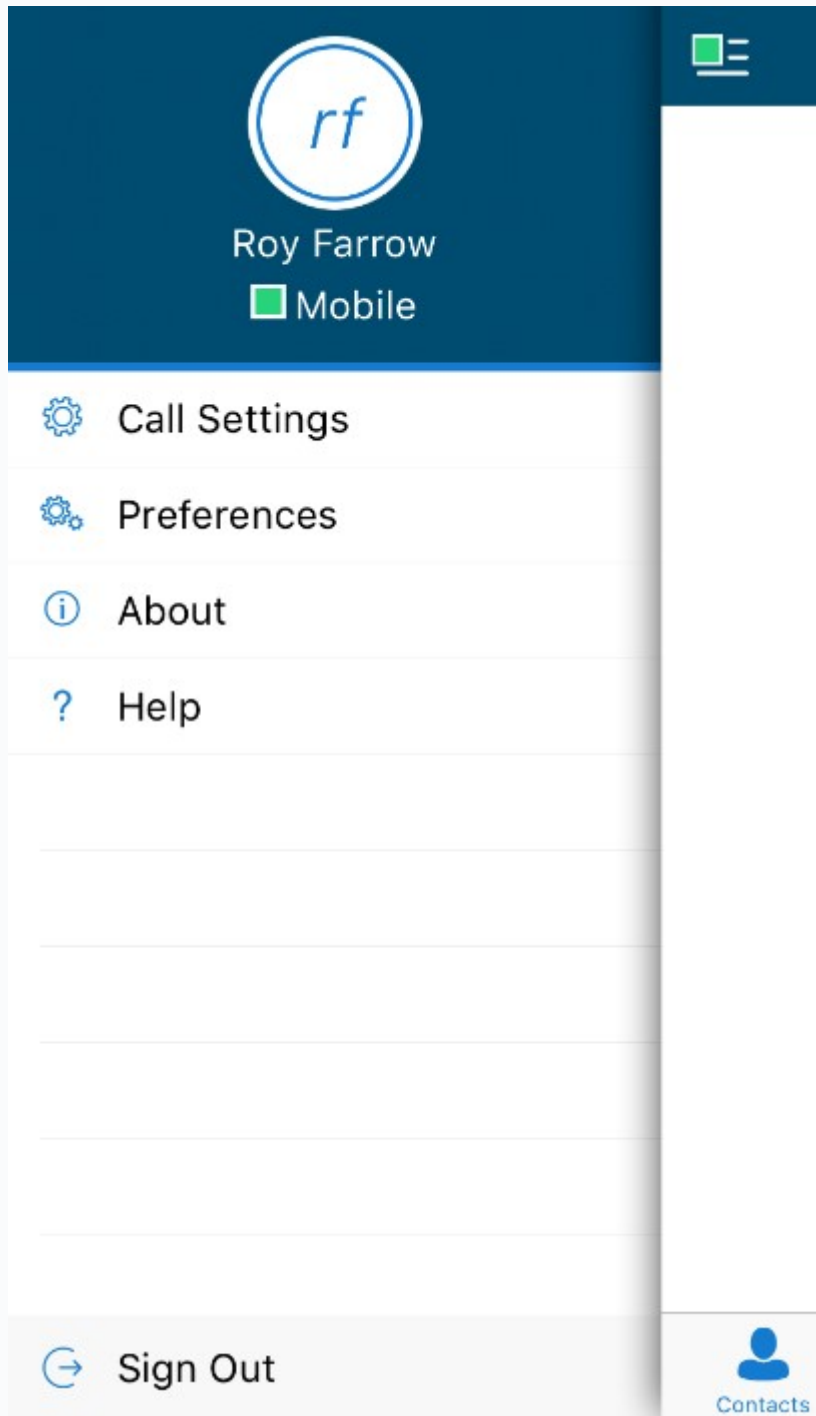 rf
Roy Farrow
Mobile
Call Settings
Preferences
About
? Help
Sign Out
Contacts